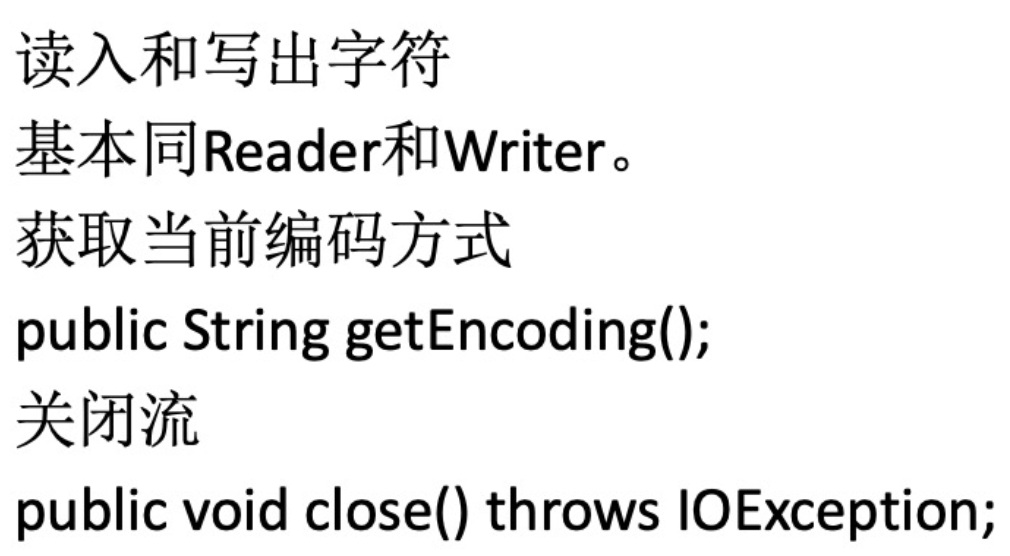 读入和写出字符
基本同Reader和Writer。
获取当前编码方式
public String getEncoding();
关闭流
public void close() throws IOException;